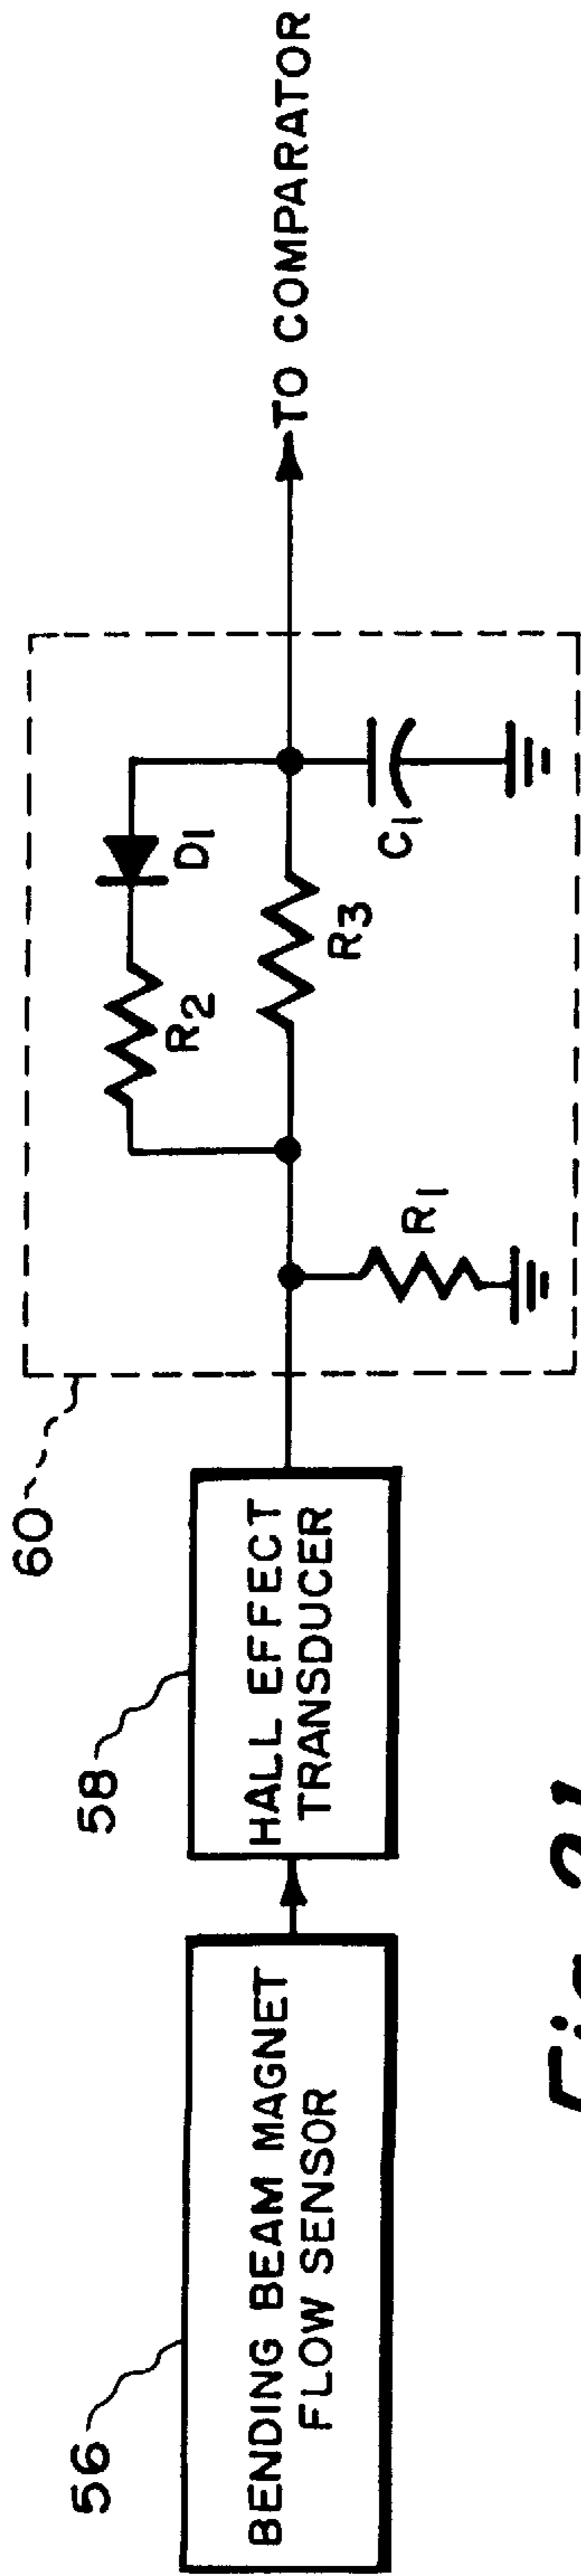 60
58
56
BENDING BEAM MAGNET
FLOW SENSOR
HALL EFFECT
TRANSDUCER
R1
R2
D1
R3
C1
TO COMPARATOR